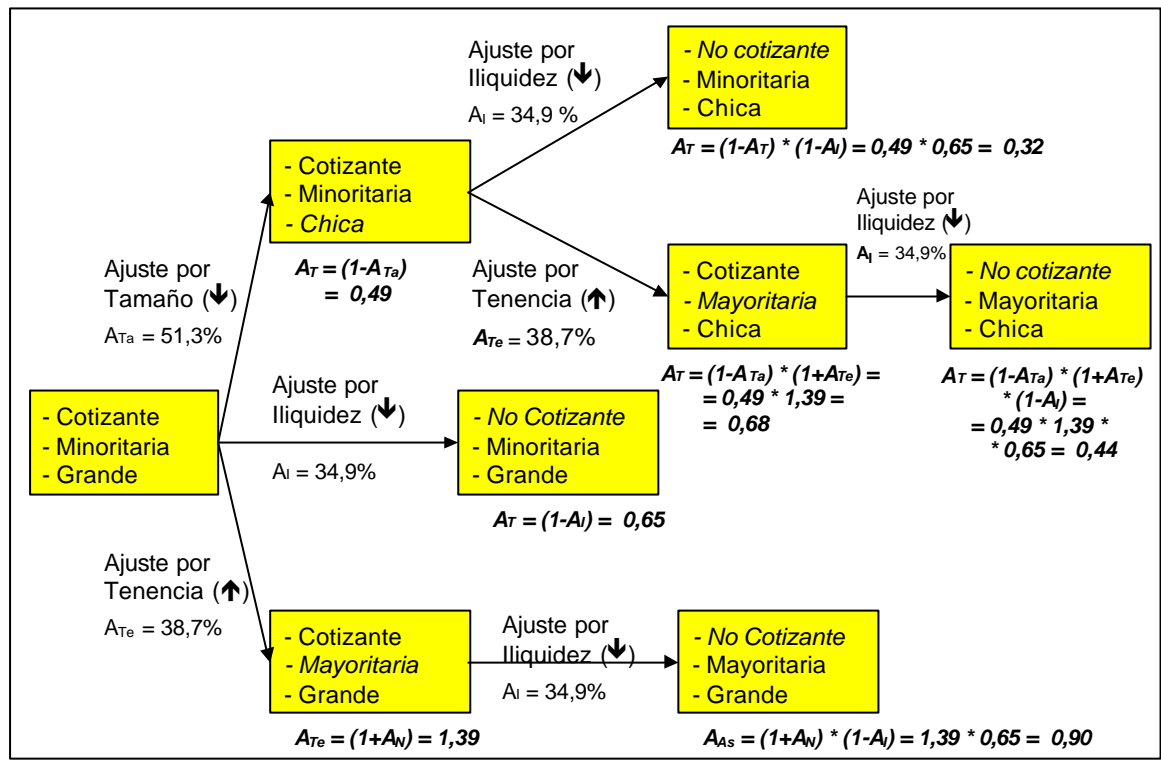 Ajuste por
Iliquidez (🡻)
AI = 34,9 %
- No cotizante
- Minoritaria
- Chica
AT = (1-AT) * (1-AI) = 0,49 * 0,65 = 0,32
- Cotizante
- Minoritaria
- Chica
AT = (1-ATa)
= 0,49
Ajuste por
Tamaño (🡻)
ATa = 51,3%
Ajuste por
Tenencia (🡹)
ATe = 38,7%
- Cotizante
- Mayoritaria
- Chica
AT = (1-ATa) * (1+ATe) =
= 0,49 * 1,39 =
= 0,68
Ajuste por
Iliquidez (🡻)
AI = 34,9%
- No cotizante
- Mayoritaria
- Chica
AT = (1-ATa) * (1+ATe)
* (1-AI) =
= 0,49 * 1,39 *
* 0,65 = 0,44
- Cotizante
- Minoritaria
- Grande
Ajuste por
Iliquidez (🡻)
AI = 34,9%
- No Cotizante
- Minoritaria
- Grande
AT = (1-AI) = 0,65
Ajuste por
Tenencia (🡹)
ATe = 38,7%
- Cotizante
- Mayoritaria
- Grande
ATe = (1+AN) = 1,39
Ajuste por
Iliquidez (🡻)
AI = 34,9%
- No Cotizante
- Mayoritaria
- Grande
AAs = (1+AN) * (1-AI) = 1,39 * 0,65 = 0,90